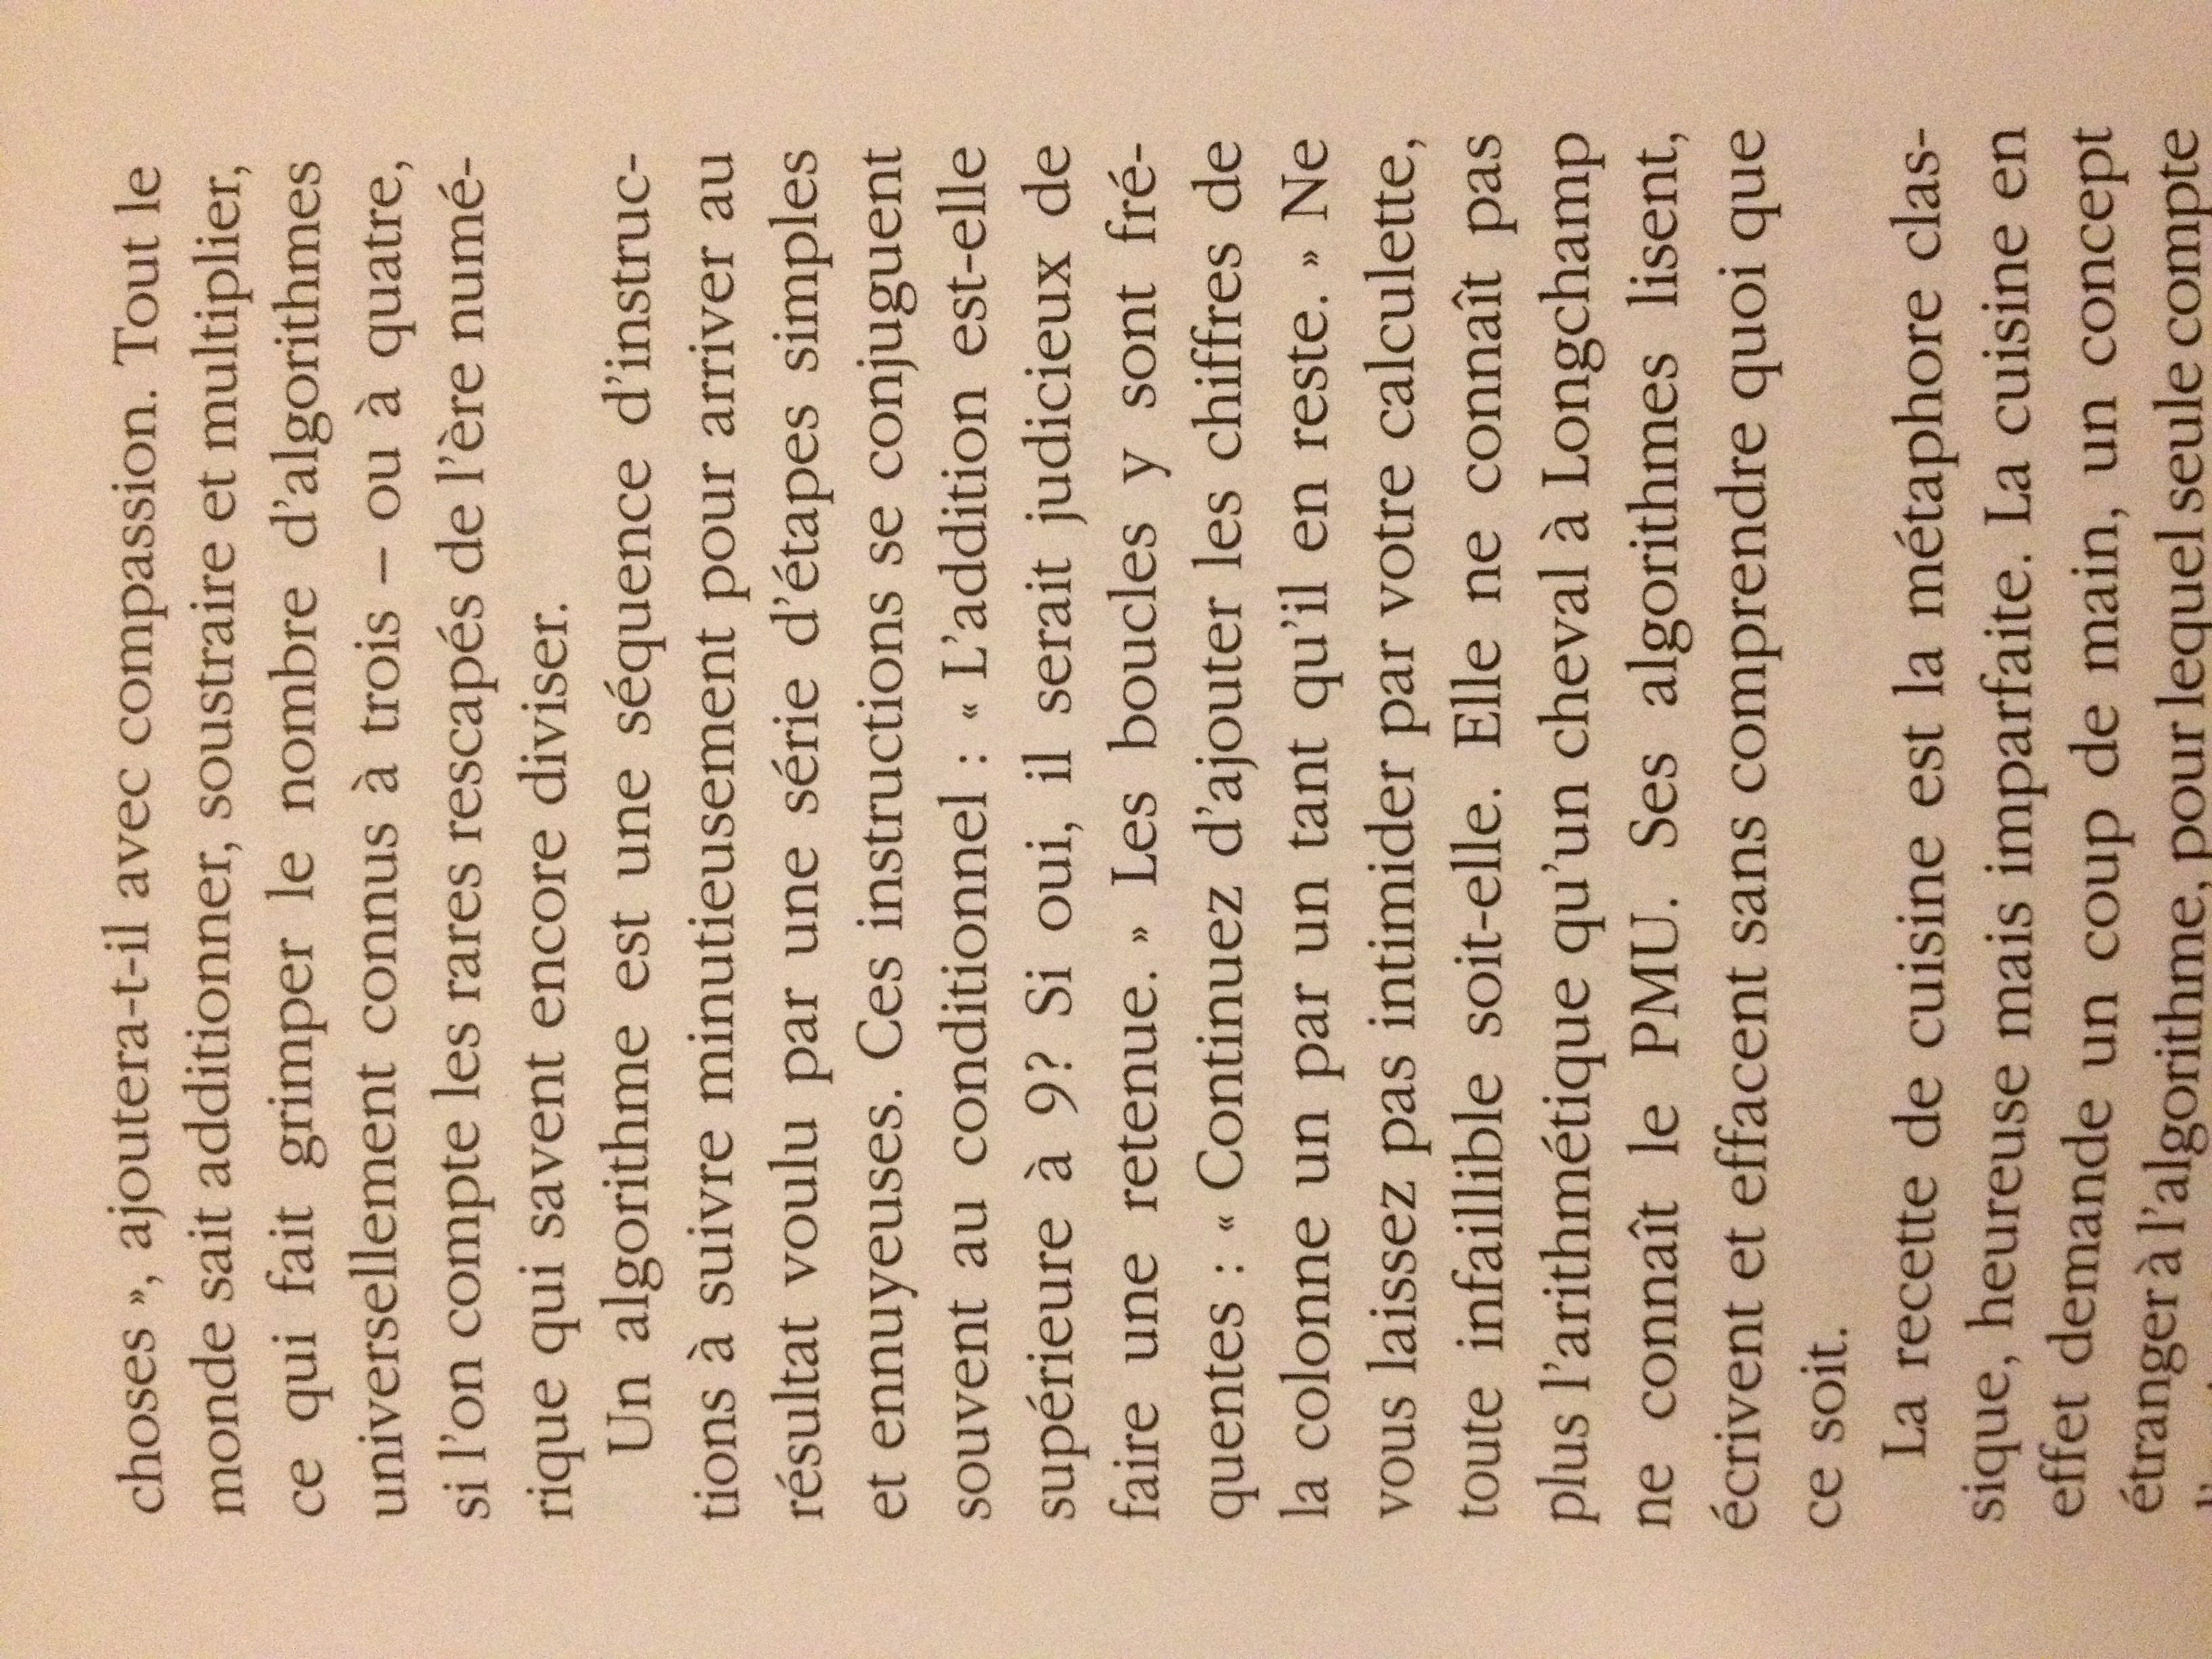 choses », ajoutera-t-il avec compassion. Tout le
monde sait additionner, soustraire et multiplier,
ce qui fait grimper le nombre d’algorithmes
universellement connus à trois – ou à quatre,
si l’on compte les rares rescapés de l’ère numé-
rique qui savent encore diviser.
Un algorithme est une séquence d’instruc-
tions à suivre minutieusement pour arriver au
résultat voulu par une série d’étapes simples
et ennuyeuses. Ces instructions se conjuguent
souvent au conditionnel : « L’addition est-elle
supérieure à 9? Si oui, il serait judicieux de
faire une retenue. » Les boucles y sont fré-
quentes : « Continuez d’ajouter les chiffres de
la colonne un par un tant qu’il en reste. » Ne
vous laissez pas intimider par votre calculette,
toute infaillible soit-elle. Elle ne connaît pas
plus l’arithmétique qu’un cheval à Longchamp
ne connaît le PMU. Ses algorithmes lisent,
écrivent et effacent sans comprendre quoi que
ce soit.
La recette de cuisine est la métaphore clas-
sique, heureuse mais imparfaite. La cuisine en
effet demande un coup de main, un concept
étranger à l’algorithme, pour lequel seule compte